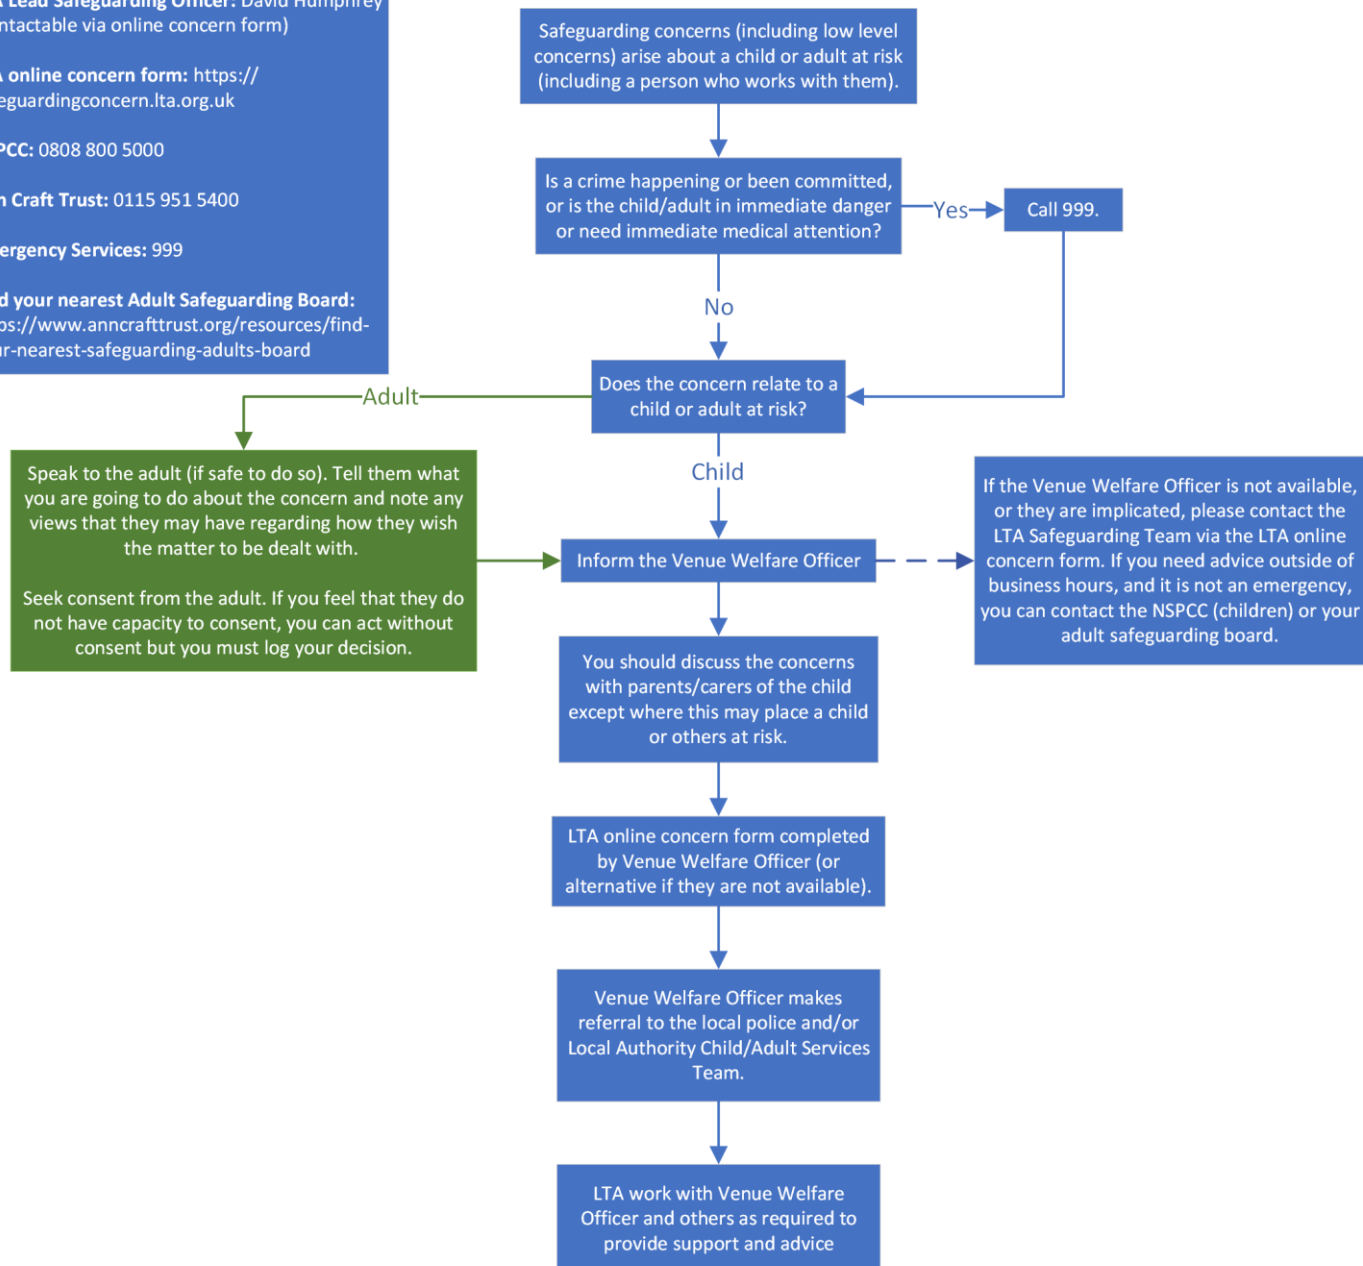 Lead Safeguarding Officer: David Humphrey
ntactable via online concern form)
online concern form: https://
eguardingconcern.lta.org.uk
PCC: 0808 800 5000
n Craft Trust: 0115 951 5400
ergency Services: 999
d your nearest Adult Safeguarding Board:
ps://www.anncrafttrust.org/resources/find-
ur-nearest-safeguarding-adults-board
Safeguarding concerns (including low level
concerns) arise about a child or adult at risk
(including a person who works with them).
Is a crime happening or been committed,
or is the child/adult in immediate danger
or need immediate medical attention?
Yes
Call 999.
No
Does the concern relate to a
child or adult at risk?
Adult
Child
Speak to the adult (if safe to do so). Tell them what
you are going to do about the concern and note any
views that they may have regarding how they wish
the matter to be dealt with.
Seek consent from the adult. If you feel that they do
not have capacity to consent, you can act without
consent but you must log your decision.
Inform the Venue Welfare Officer
If the Venue Welfare Officer is not available,
or they are implicated, please contact the
LTA Safeguarding Team via the LTA online
concern form. If you need advice outside of
business hours, and it is not an emergency,
you can contact the NSPCC (children) or your
adult safeguarding board.
You should discuss the concerns
with parents/carers of the child
except where this may place a child
or others at risk.
LTA online concern form completed
by Venue Welfare Officer (or
alternative if they are not available).
Venue Welfare Officer makes
referral to the local police and/or
Local Authority Child/Adult Services
Team.
LTA work with Venue Welfare
Officer and others as required to
provide support and advice